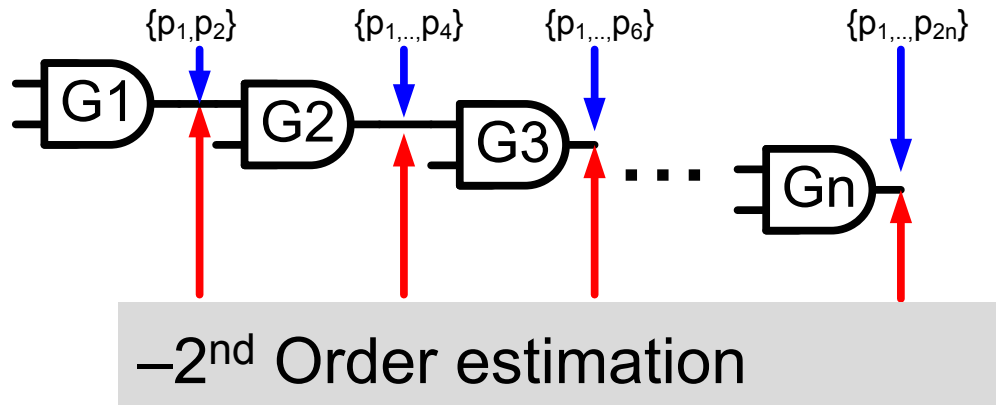 {p1,p2} {p1,..,p4} {p1,..,p6} {p1,..,p2n}
G1 G2 G3 ... Gn
–2nd Order estimation